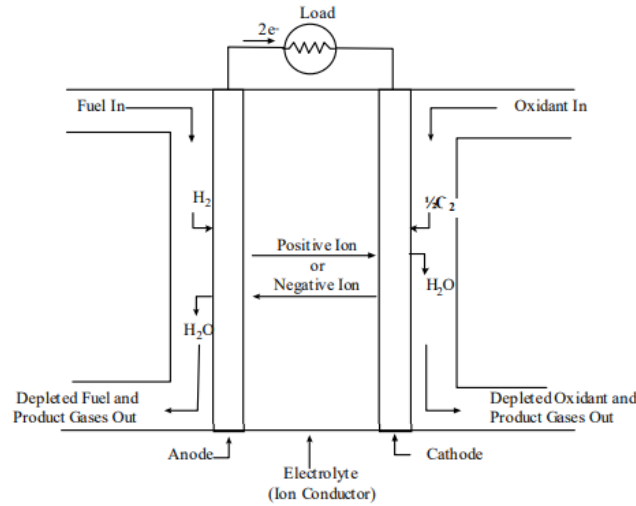 Load
2e-
Fuel In
Oxidant In
H2
½C2
Positive Ion
or
Negative Ion
H2O
H2O
Depleted Fuel and
Product Gases Out
Depleted Oxidant and
Product Gases Out
Anode
Cathode
Electrolyte
(Ion Conductor)